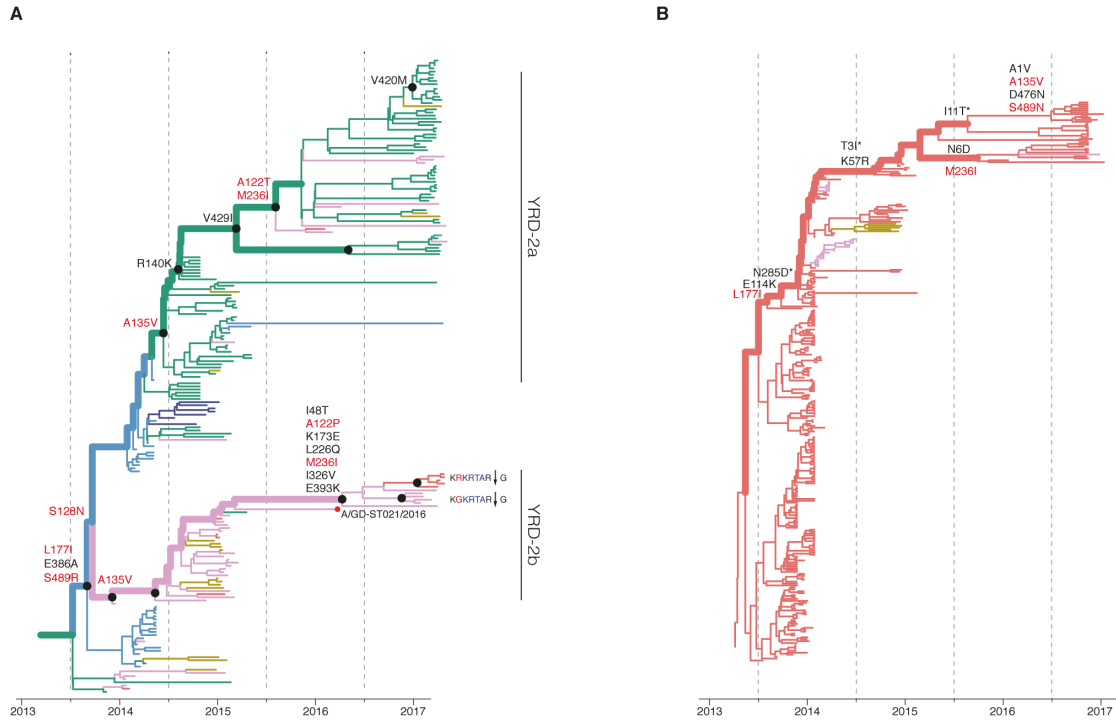 A
B
V420M
A1V
A135V
D476N
S489N
I11T*
T3I*
K57R
N6D
M236I
A122T
M236I
V429I
YRD-2a
R140K
N285D*
E114K
L177I
A135V
I48T
A122P
K173E
L226Q
M236I
I326V
E393K
KRKRTAR G
KGKRTAR G
A/GD-ST021/2016
YRD-2b
S128N
L177I
E386A
S489R
A135V
2013 2014 2015 2016 2017
2013 2014 2015 2016 2017